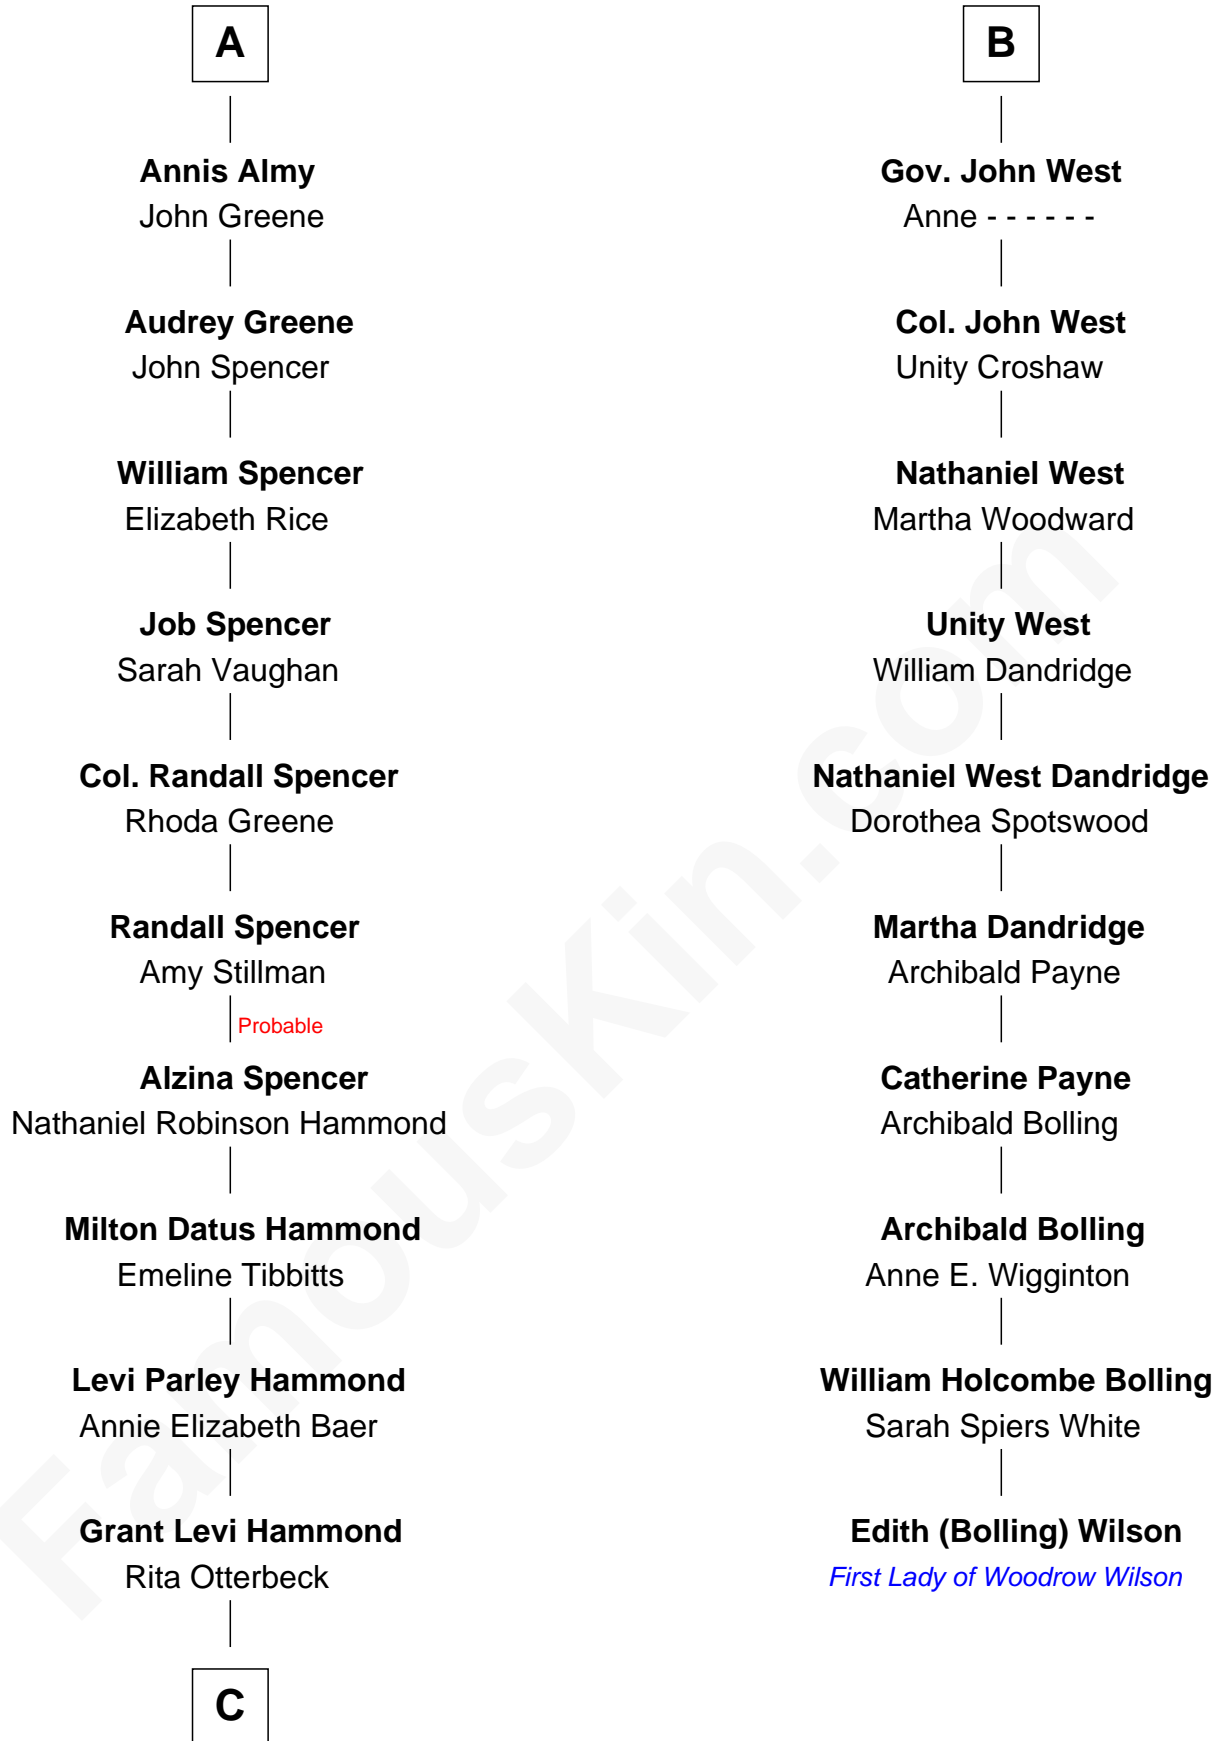 A
Annis Almy
John Greene
Audrey Greene
John Spencer
William Spencer
Elizabeth Rice
Job Spencer
Sarah Vaughan
Col. Randall Spencer
Rhoda Greene
Randall Spencer
Amy Stillman
Probable
Alzina Spencer
Nathaniel Robinson Hammond
Milton Datus Hammond
Emeline Tibbitts
Levi Parley Hammond
Annie Elizabeth Baer
Grant Levi Hammond
Rita Otterbeck
C
B
Gov. John West
Anne - - - - - -
Col. John West
Unity Croshaw
Nathaniel West
Martha Woodward
Unity West
William Dandridge
Nathaniel West Dandridge
Dorothea Spotswood
Martha Dandridge
Archibald Payne
Catherine Payne
Archibald Bolling
Archibald Bolling
Anne E. Wigginton
William Holcombe Bolling
Sarah Spiers White
Edith (Bolling) Wilson
First Lady of Woodrow Wilson
FamousKin.com